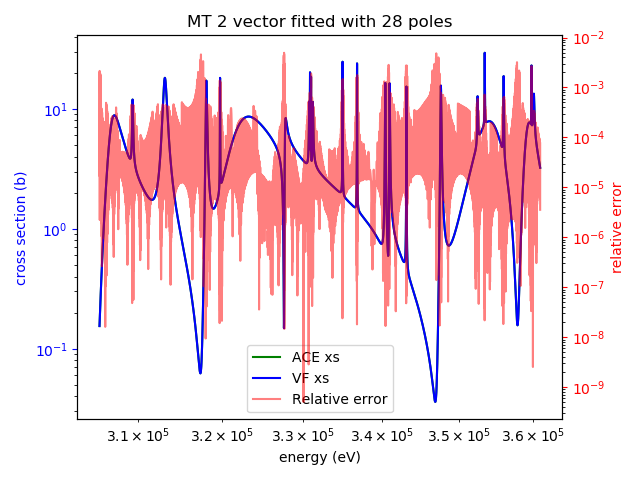 MT 2 vector fitted with 28 poles
cross section (b)
10¹
10⁰
10⁻¹
10⁻²
10⁻³
10⁻⁴
10⁻⁵
10⁻⁶
10⁻⁷
10⁻⁸
10⁻⁹
relative error
ACE xs
VF xs
Relative error
3.1 × 10⁵ 3.2 × 10⁵ 3.3 × 10⁵ 3.4 × 10⁵ 3.5 × 10⁵ 3.6 × 10⁵
energy (eV)